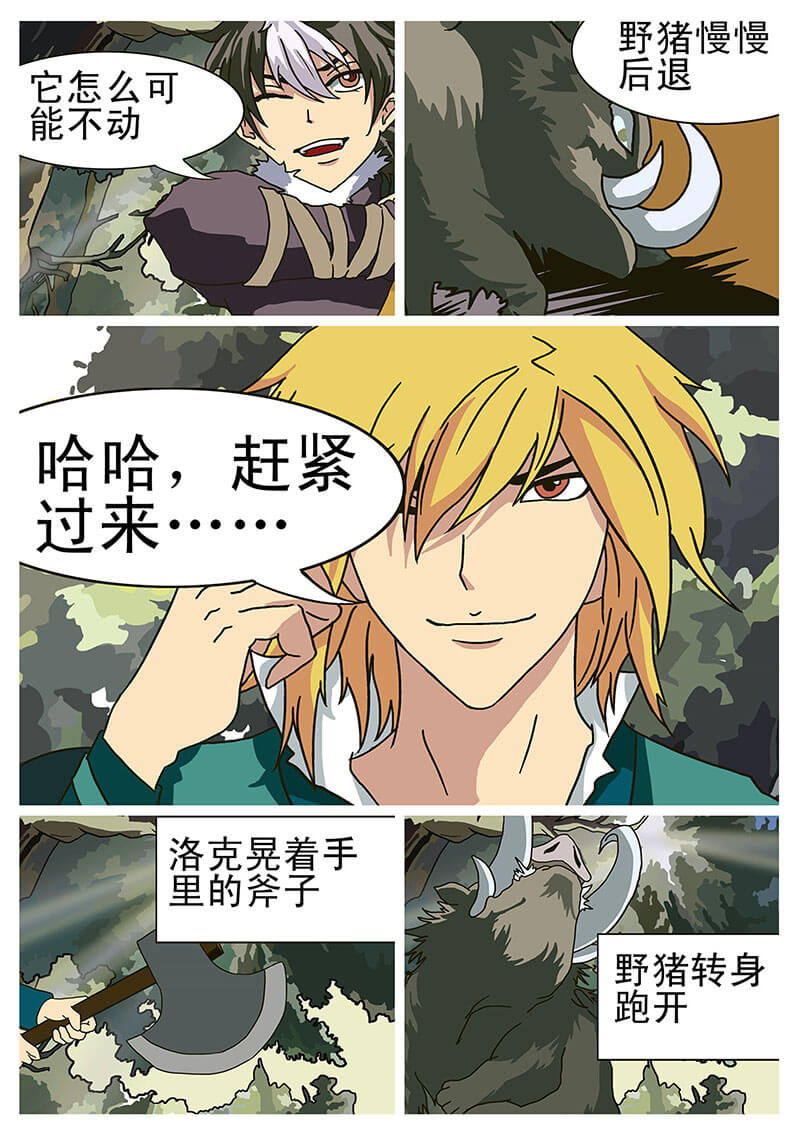 它怎么可
能不动
野猪慢慢
后退
哈哈，赶紧
过来……
洛克晃着手
里的斧子
野猪转身
跑开